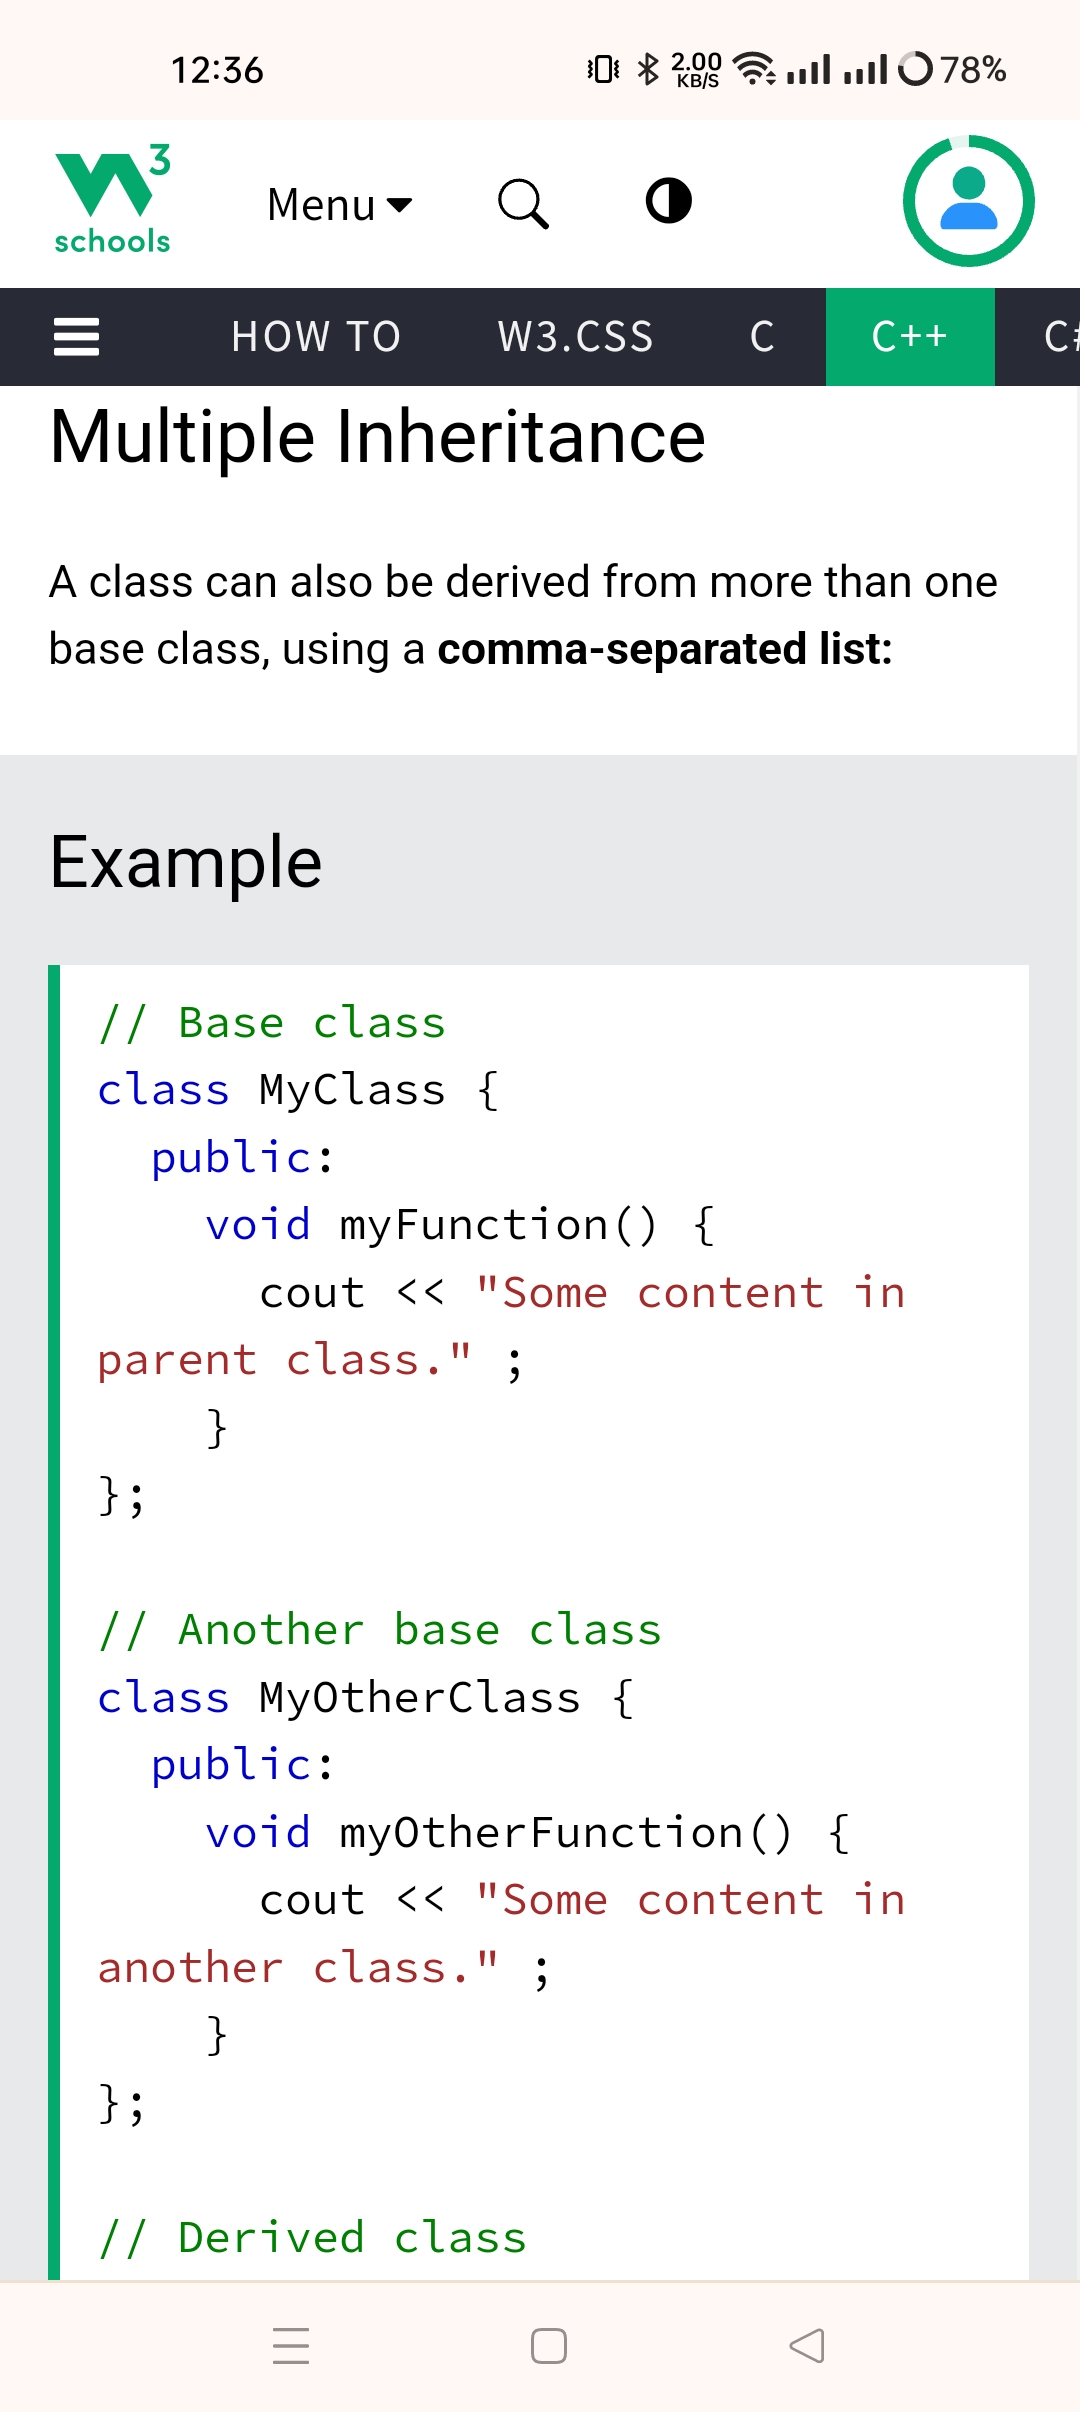 12:36 2.00 KB/S 78%
W3 schools Menu
HOW TO W3.CSS C C++ C#
Multiple Inheritance
A class can also be derived from more than one
base class, using a comma-separated list:
Example
// Base class
class MyClass {
  public:
    void myFunction() {
      cout << "Some content in
parent class." ;
    }
};

// Another base class
class MyOtherClass {
  public:
    void myOtherFunction() {
      cout << "Some content in
another class." ;
    }
};

// Derived class